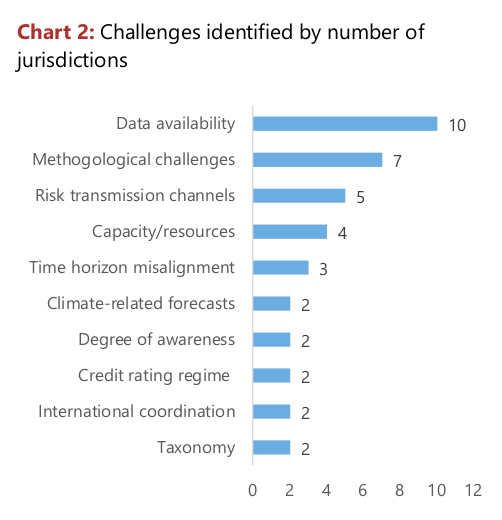 Chart 2: Challenges identified by number of
jurisdictions
Data availability 10
Methogological challenges 7
Risk transmission channels 5
Capacity/resources 4
Time horizon misalignment 3
Climate-related forecasts 2
Degree of awareness 2
Credit rating regime 2
International coordination 2
Taxonomy 2
0 2 4 6 8 10 12